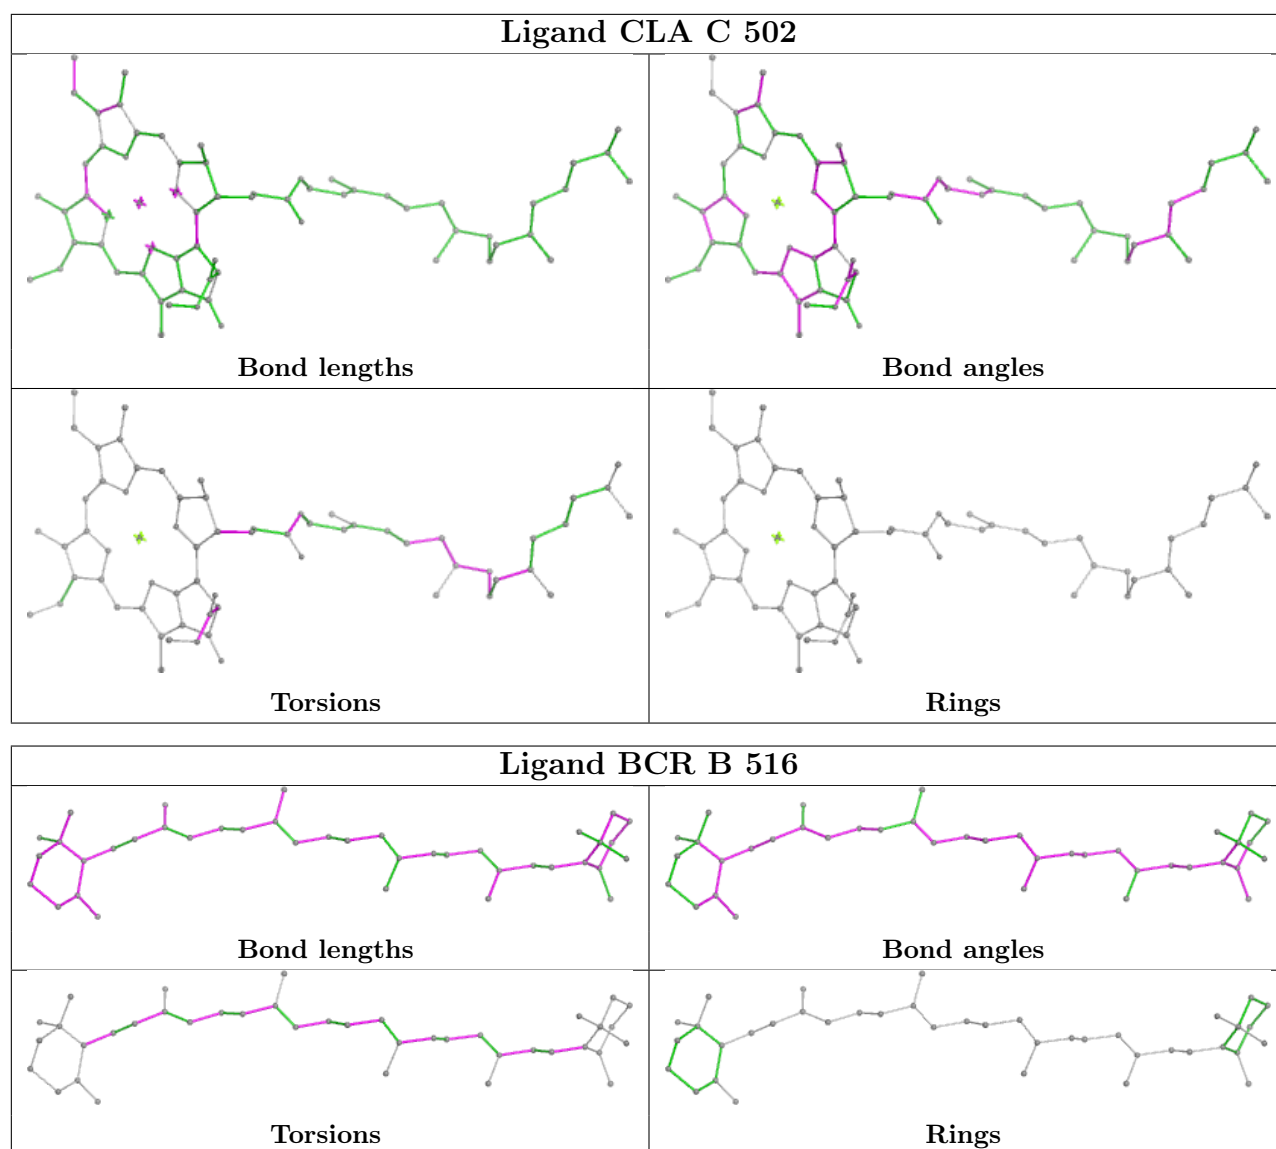 Ligand CLA C 502
Bond lengths
Bond angles
Torsions
Rings
Ligand BCR B 516
Bond lengths
Bond angles
Torsions
Rings